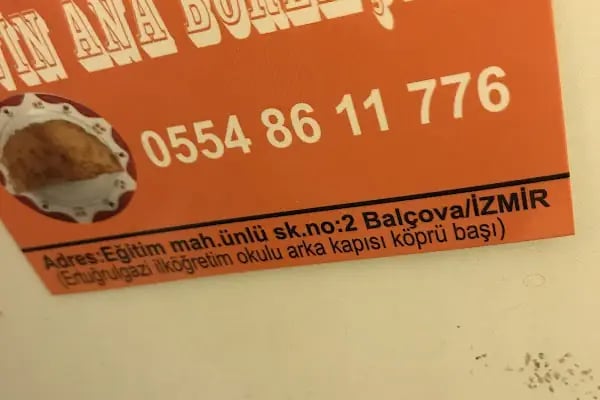 ANA
0554 86 11 776
Adres:Eğitim mah.ünlü sk.no:2 Balçova/İZMİR
(Ertuğrulgazi ilköğretim okulu arka kapısı köprü başı)